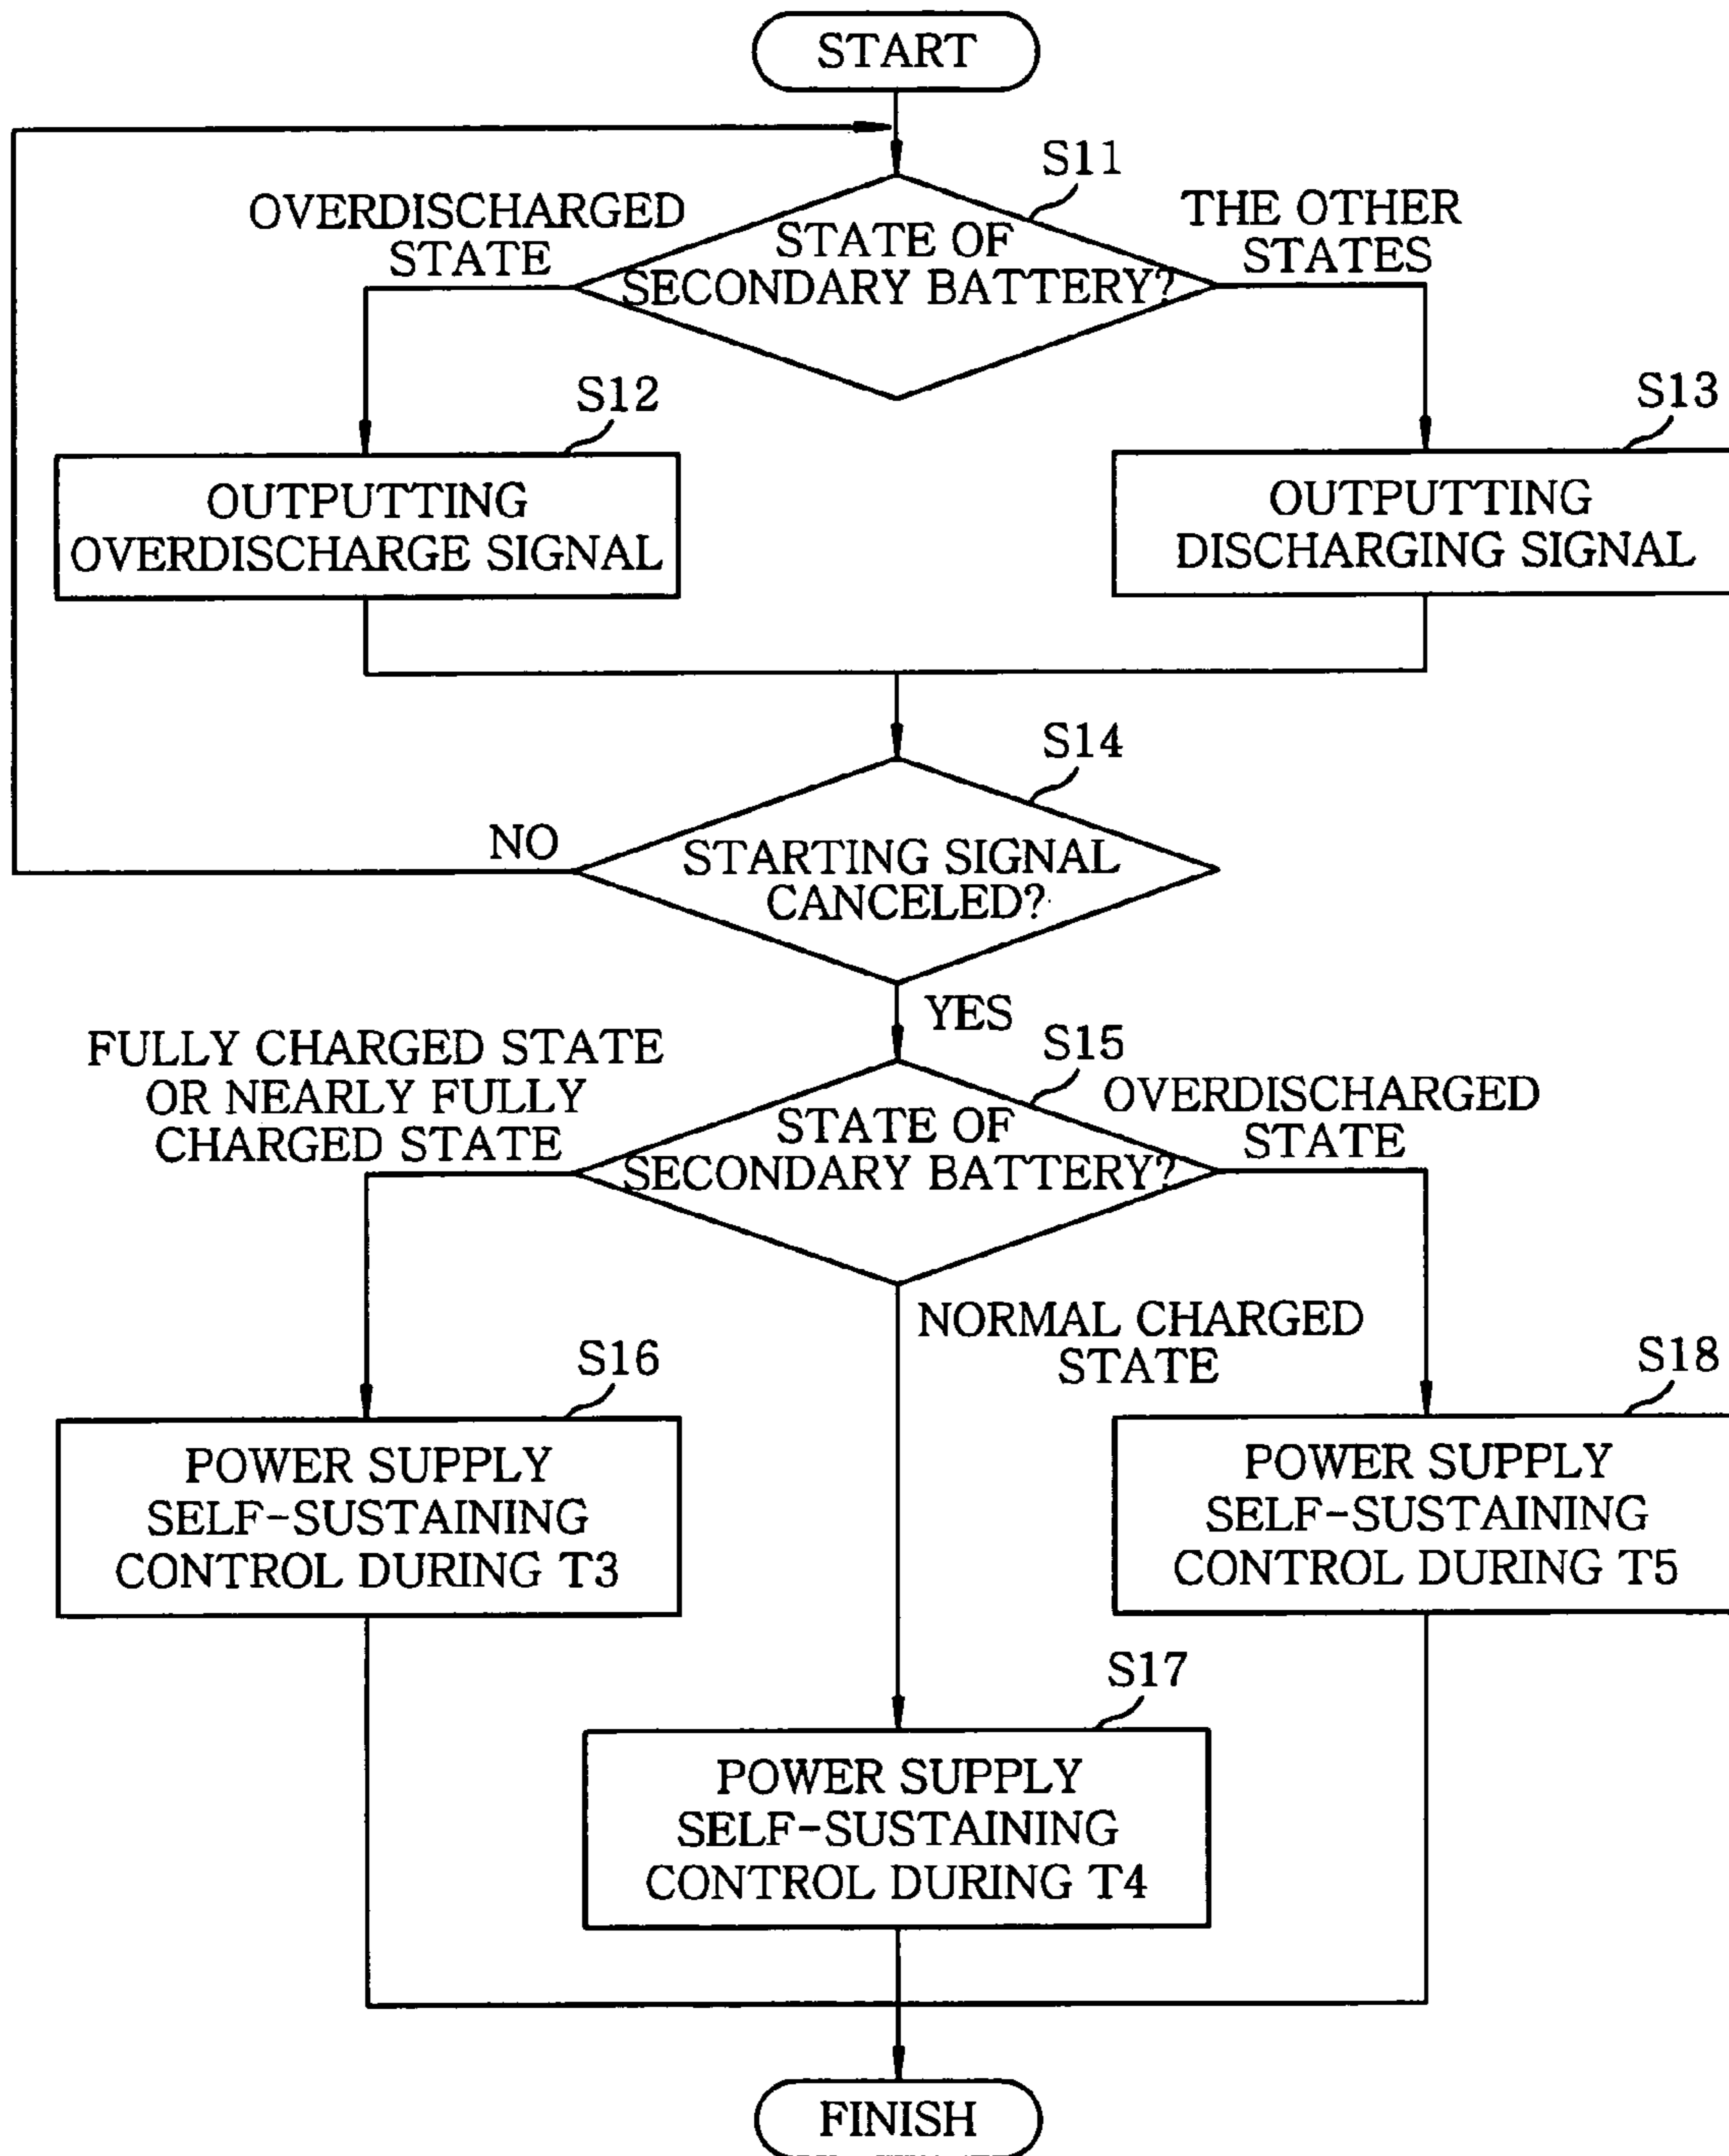 START
S11
OVERDISCHARGED
STATE
STATE OF
SECONDARY BATTERY?
THE OTHER
STATES
S12
OUTPUTTING
OVERDISCHARGE SIGNAL
S13
OUTPUTTING
DISCHARGING SIGNAL
S14
NO
STARTING SIGNAL
CANCELED?
YES
S15
FULLY CHARGED STATE
OR NEARLY FULLY
CHARGED STATE
STATE OF
SECONDARY BATTERY?
OVERDISCHARGED
STATE
NORMAL CHARGED
STATE
S16
POWER SUPPLY
SELF-SUSTAINING
CONTROL DURING T3
S18
POWER SUPPLY
SELF-SUSTAINING
CONTROL DURING T5
S17
POWER SUPPLY
SELF-SUSTAINING
CONTROL DURING T4
FINISH